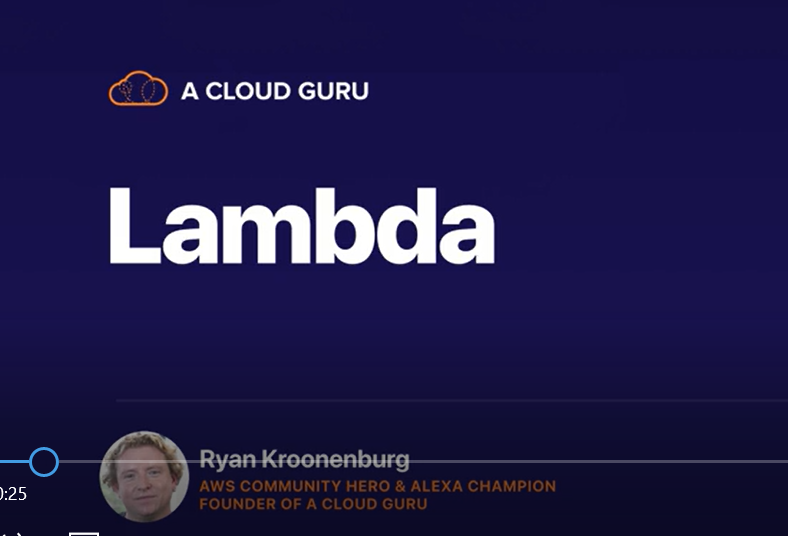 A CLOUD GURU
Lambda
Ryan Kroonenburg
AWS COMMUNITY HERO & ALEXA CHAMPION
FOUNDER OF A CLOUD GURU
0:25